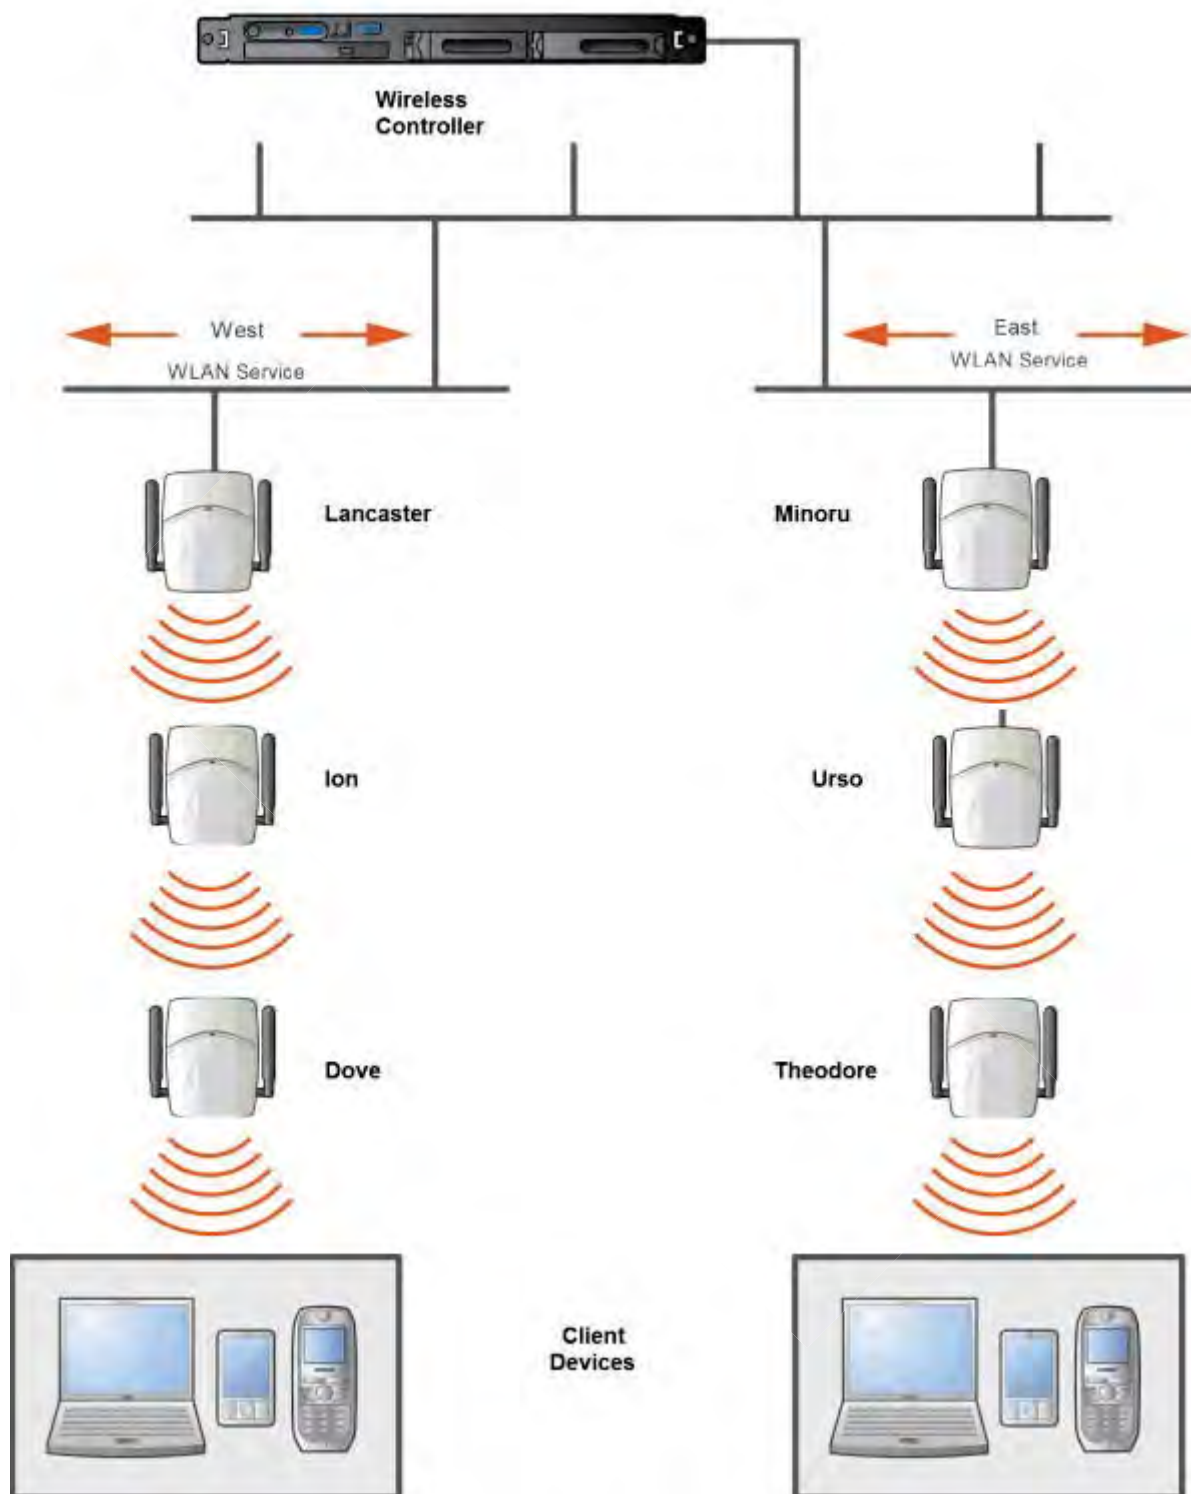 Wireless
Controller
West
WLAN Service
East
WLAN Service
Lancaster
Minoru
Ion
Urso
Dove
Theodore
Client
Devices